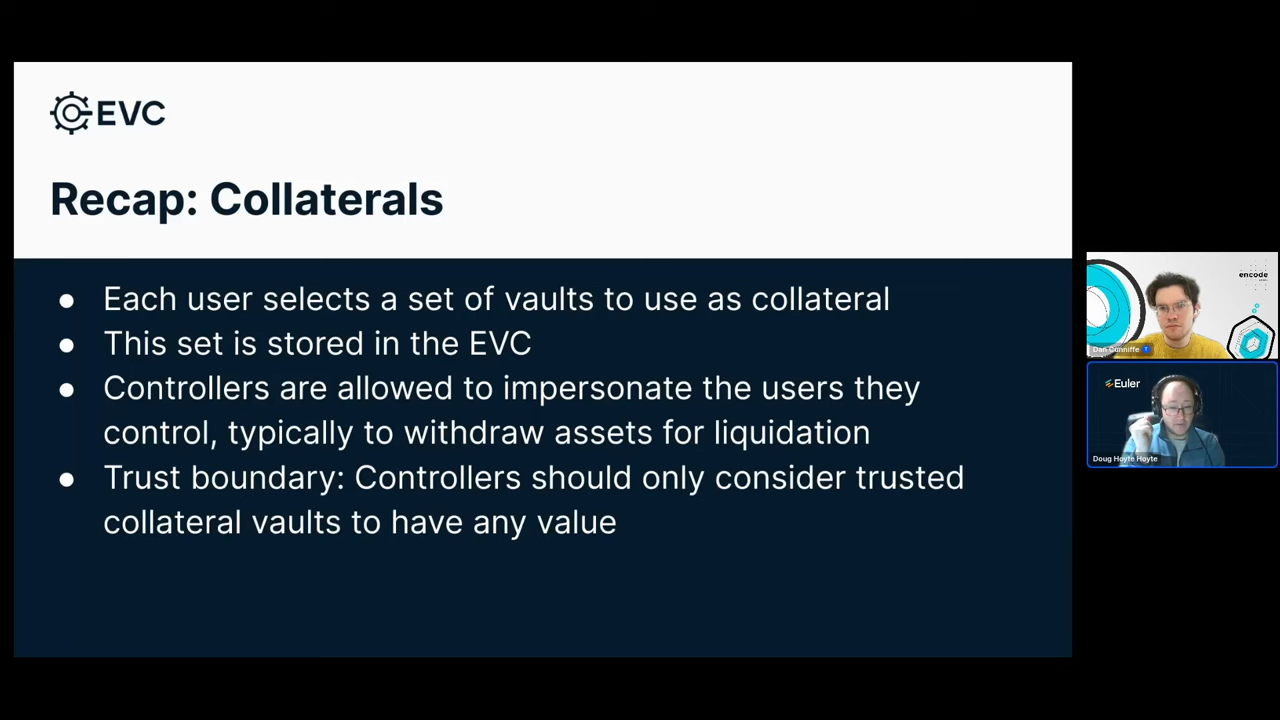 EVC
Recap: Collaterals
● Each user selects a set of vaults to use as collateral
● This set is stored in the EVC
● Controllers are allowed to impersonate the users they
control, typically to withdraw assets for liquidation
● Trust boundary: Controllers should only consider trusted
collateral vaults to have any value
encode
Dan Cunniffe
Euler
Doug Hoyte Hoyte